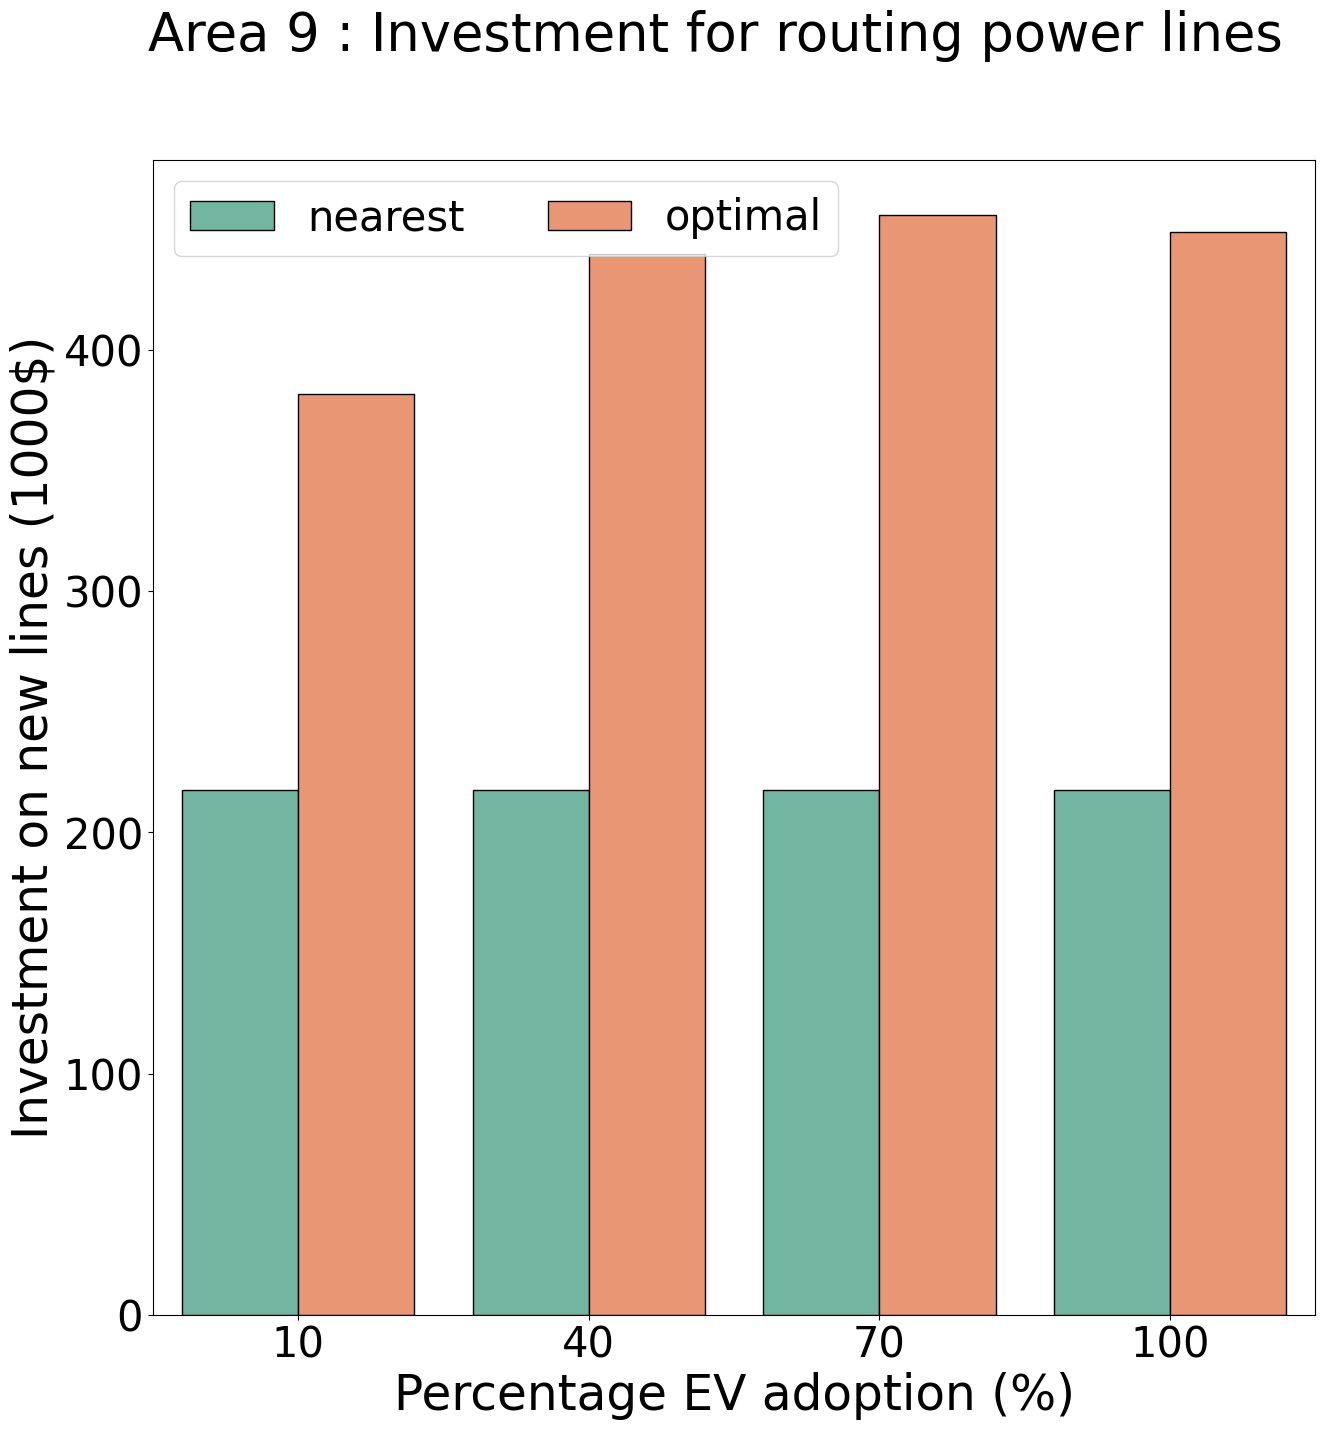 Area 9 : Investment for routing power lines
nearest
optimal
Investment on new lines (1000$)
400
300
200
100
0
10
40
70
100
Percentage EV adoption (%)